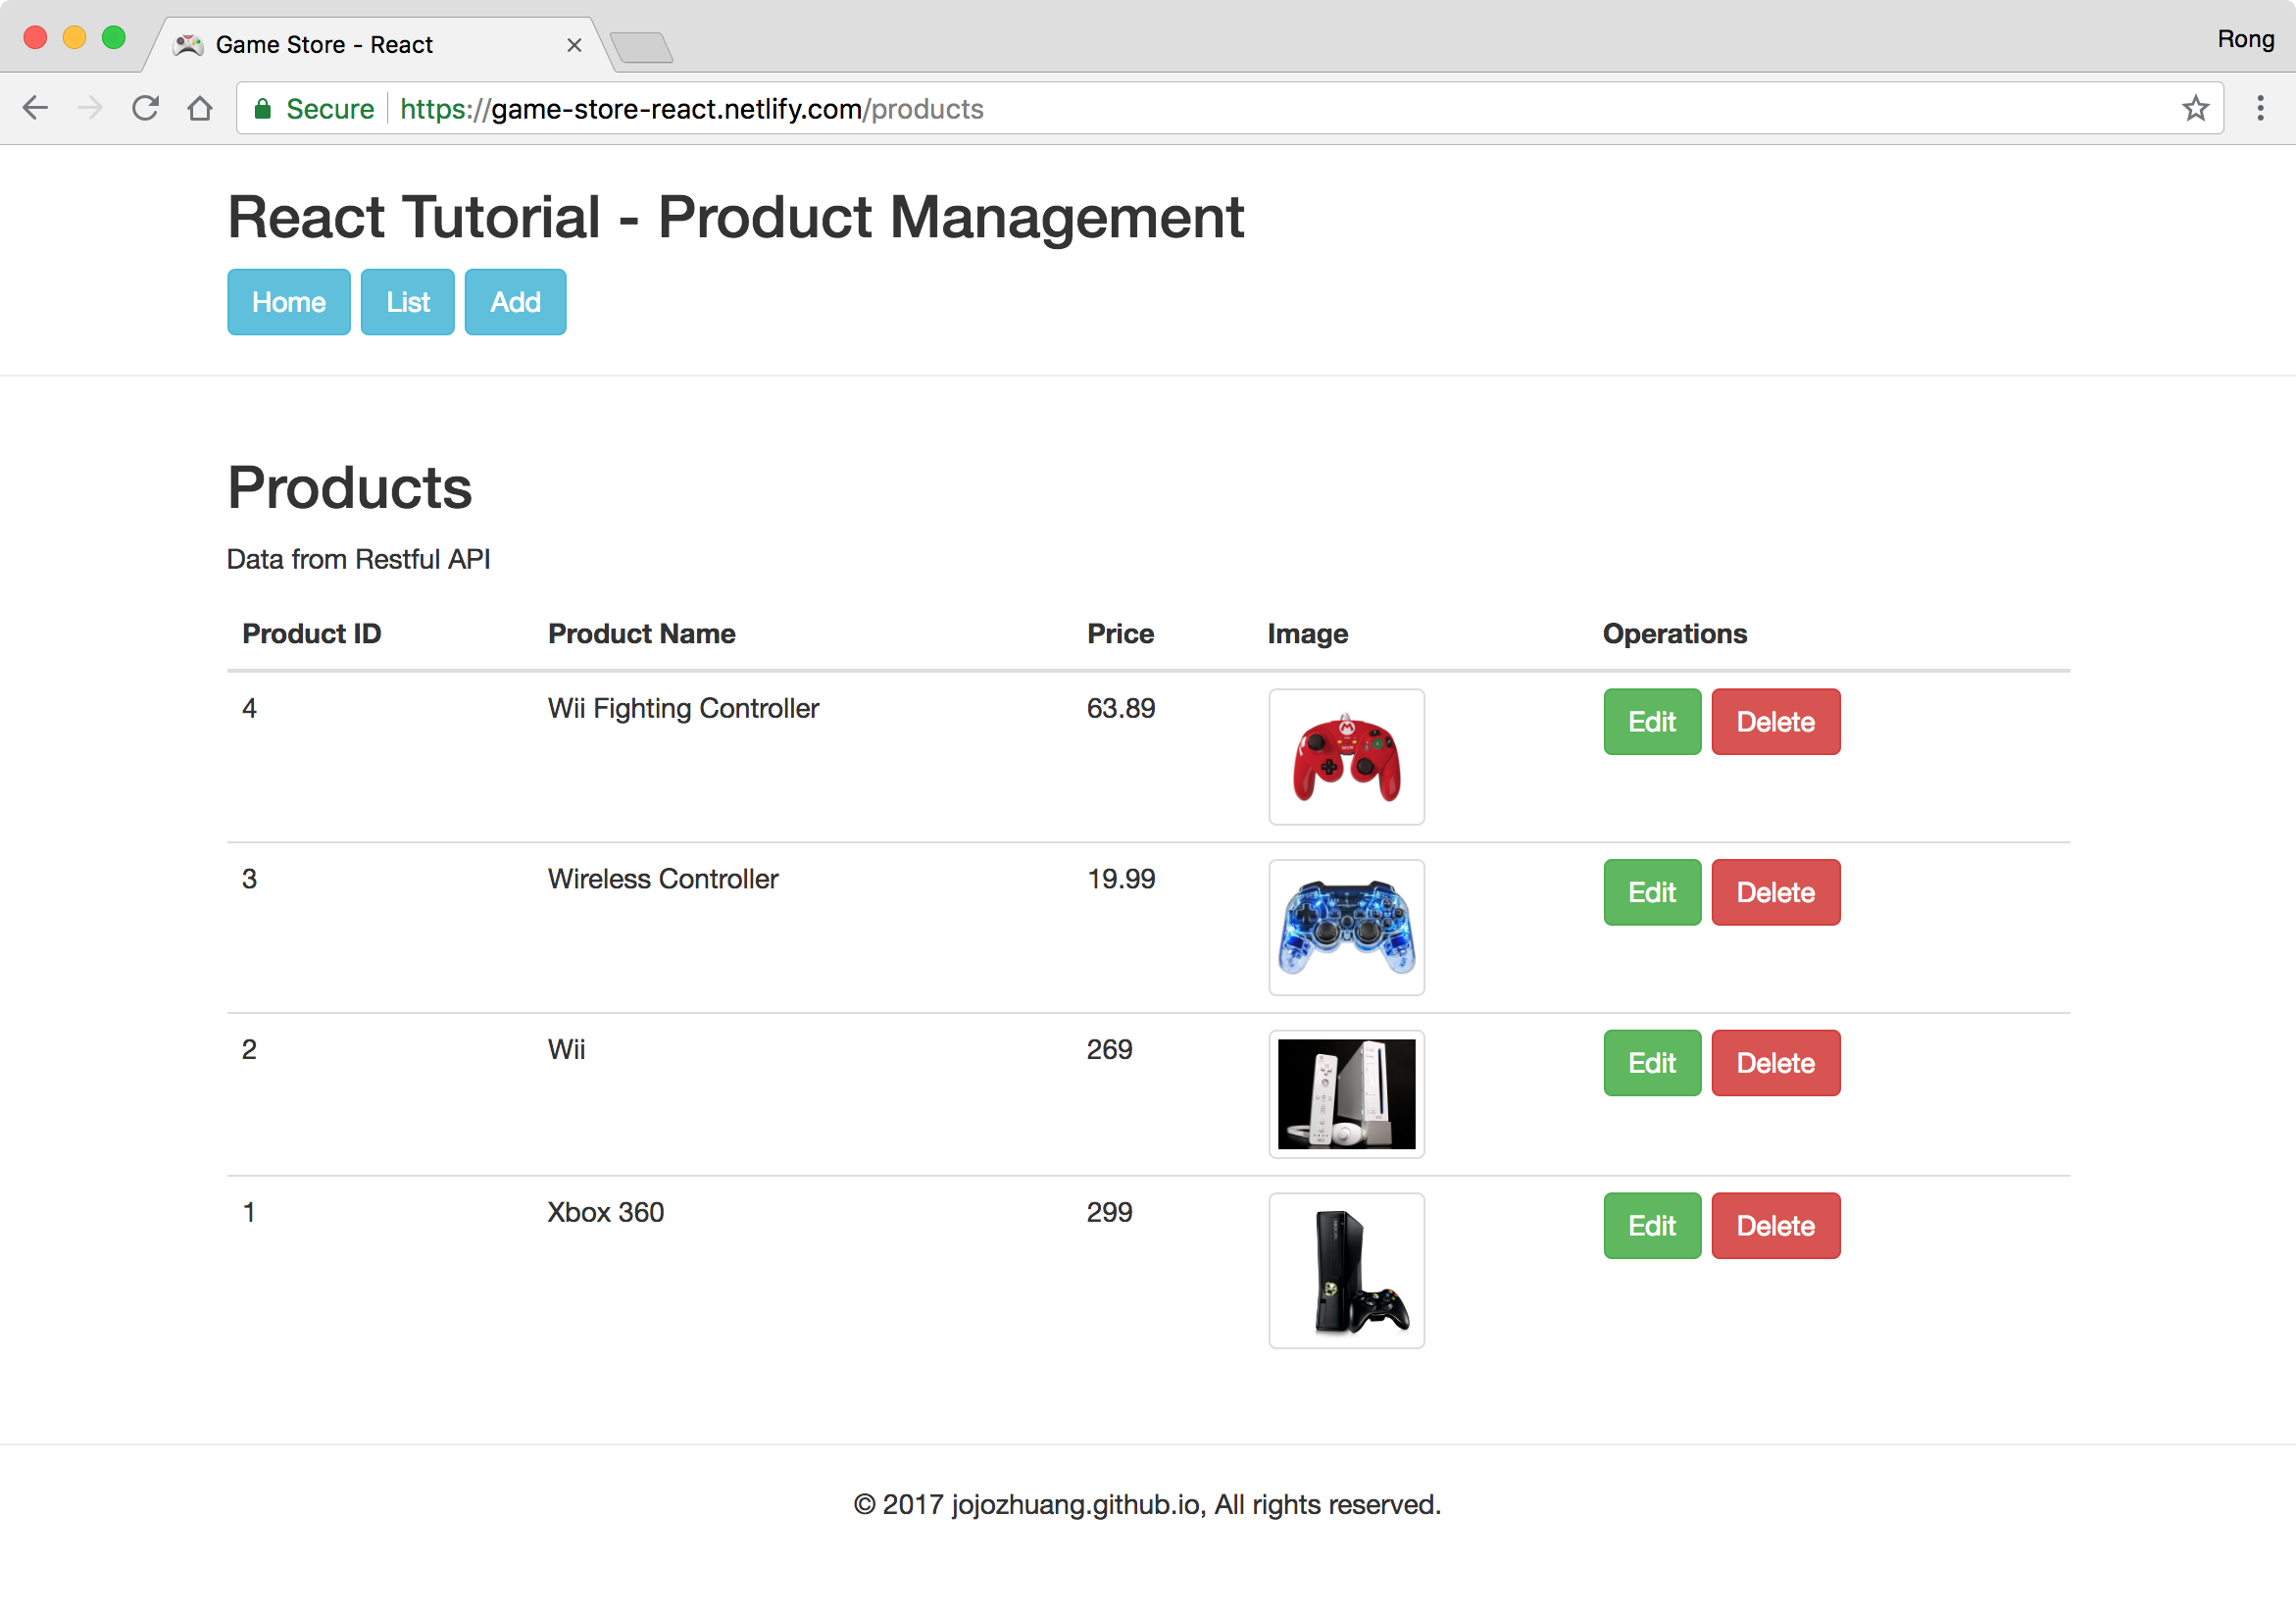 Game Store - React
Rong
Secure https://game-store-react.netlify.com/products
React Tutorial - Product Management
Home List Add
Products
Data from Restful API
Product ID Product Name Price Image Operations
4 Wii Fighting Controller 63.89 Edit Delete
3 Wireless Controller 19.99 Edit Delete
2 Wii 269 Edit Delete
1 Xbox 360 299 Edit Delete
© 2017 jojozhuang.github.io, All rights reserved.